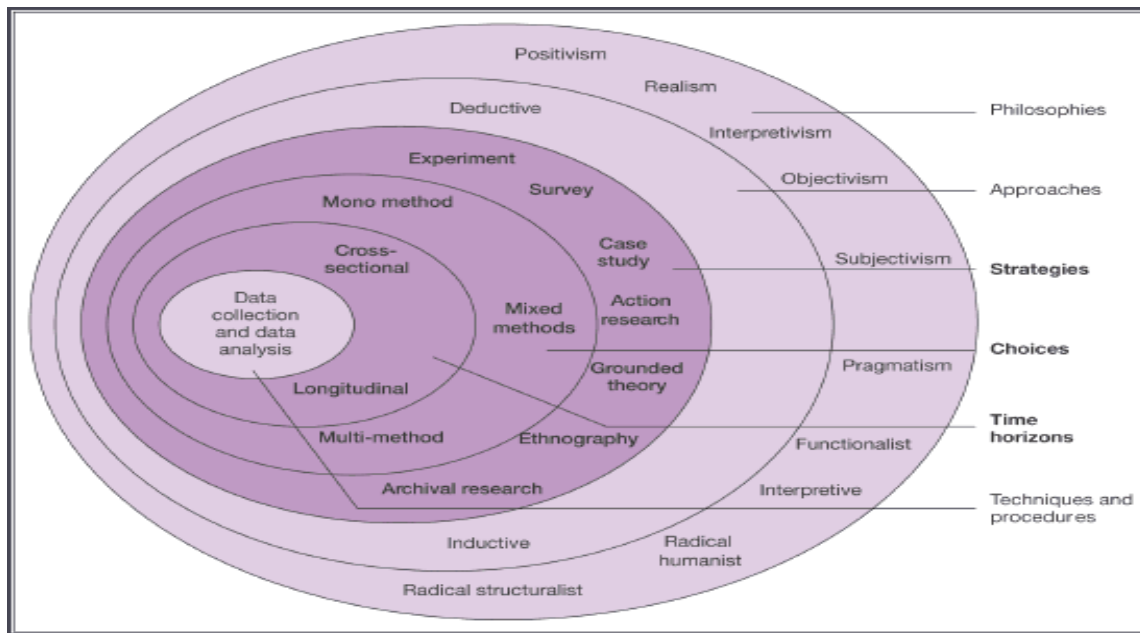 Positivism
Realism
Philosophies
Deductive
Interpretivism
Experiment
Objectivism
Approaches
Survey
Mono method
Case
study
Subjectivism
Strategies
Cross-
sectional
Data
collection
and data
analysis
Mixed
methods
Action
research
Choices
Grounded
theory
Pragmatism
Longitudinal
Time
horizons
Multi-method
Ethnography
Functionalist
Archival research
Interpretive
Techniques and
procedures
Inductive
Radical
humanist
Radical structuralist